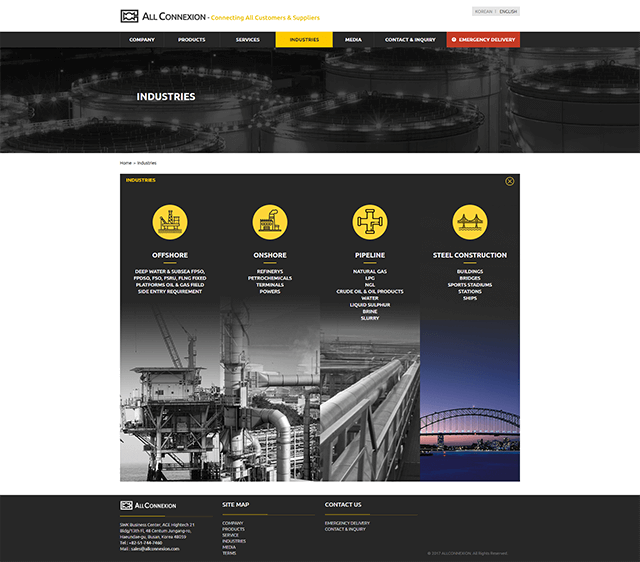 ALL CONNEXION - Connecting All Customers & Suppliers
KOREAN | ENGLISH
COMPANY PRODUCTS SERVICES INDUSTRIES MEDIA CONTACT & INQUIRY EMERGENCY DELIVERY
INDUSTRIES
Home > Industries
INDUSTRIES
OFFSHORE
DEEP WATER & SUBSEA FPSO,
FPDSO, FSO, FSRU, FLNG FIXED
PLATFORMS OIL & GAS FIELD
SIDE ENTRY REQUIREMENT
ONSHORE
REFINERYS
PETROCHEMICALS
TERMINALS
POWERS
PIPELINE
NATURAL GAS
LPG
NGL
CRUDE OIL & OIL PRODUCTS
WATER
LIQUID SULPHUR
BRINE
SLURRY
STEEL CONSTRUCTION
BUILDINGS
BRIDGES
SPORTS STADIUMS
STATIONS
SHIPS
ALL CONNEXION
SMK Business Center, ACE Hightech 21
Bldg/13th Fl, 48 Centum Jungang-ro,
Haeundae-gu, Busan, Korea 48059
Tel : +82-51-744-7460
Mail : sales@allconnexion.com
SITE MAP
COMPANY
PRODUCTS
SERVICE
INDUSTRIES
MEDIA
TERMS
CONTACT US
EMERGENCY DELIVERY
CONTACT & INQUIRY
© 2017 ALLCONNEXION. All Rights Reserved.